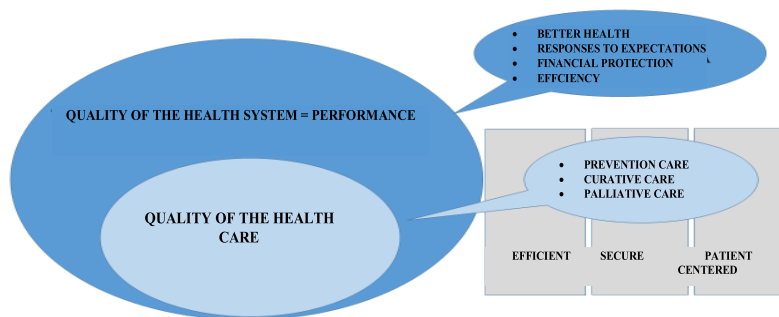 • BETTER HEALTH
• RESPONSES TO EXPECTATIONS
• FINANCIAL PROTECTION
• EFFCIENCY
QUALITY OF THE HEALTH SYSTEM = PERFORMANCE
• PREVENTION CARE
• CURATIVE CARE
• PALLIATIVE CARE
QUALITY OF THE HEALTH
CARE
EFFICIENT SECURE PATIENT
CENTERED